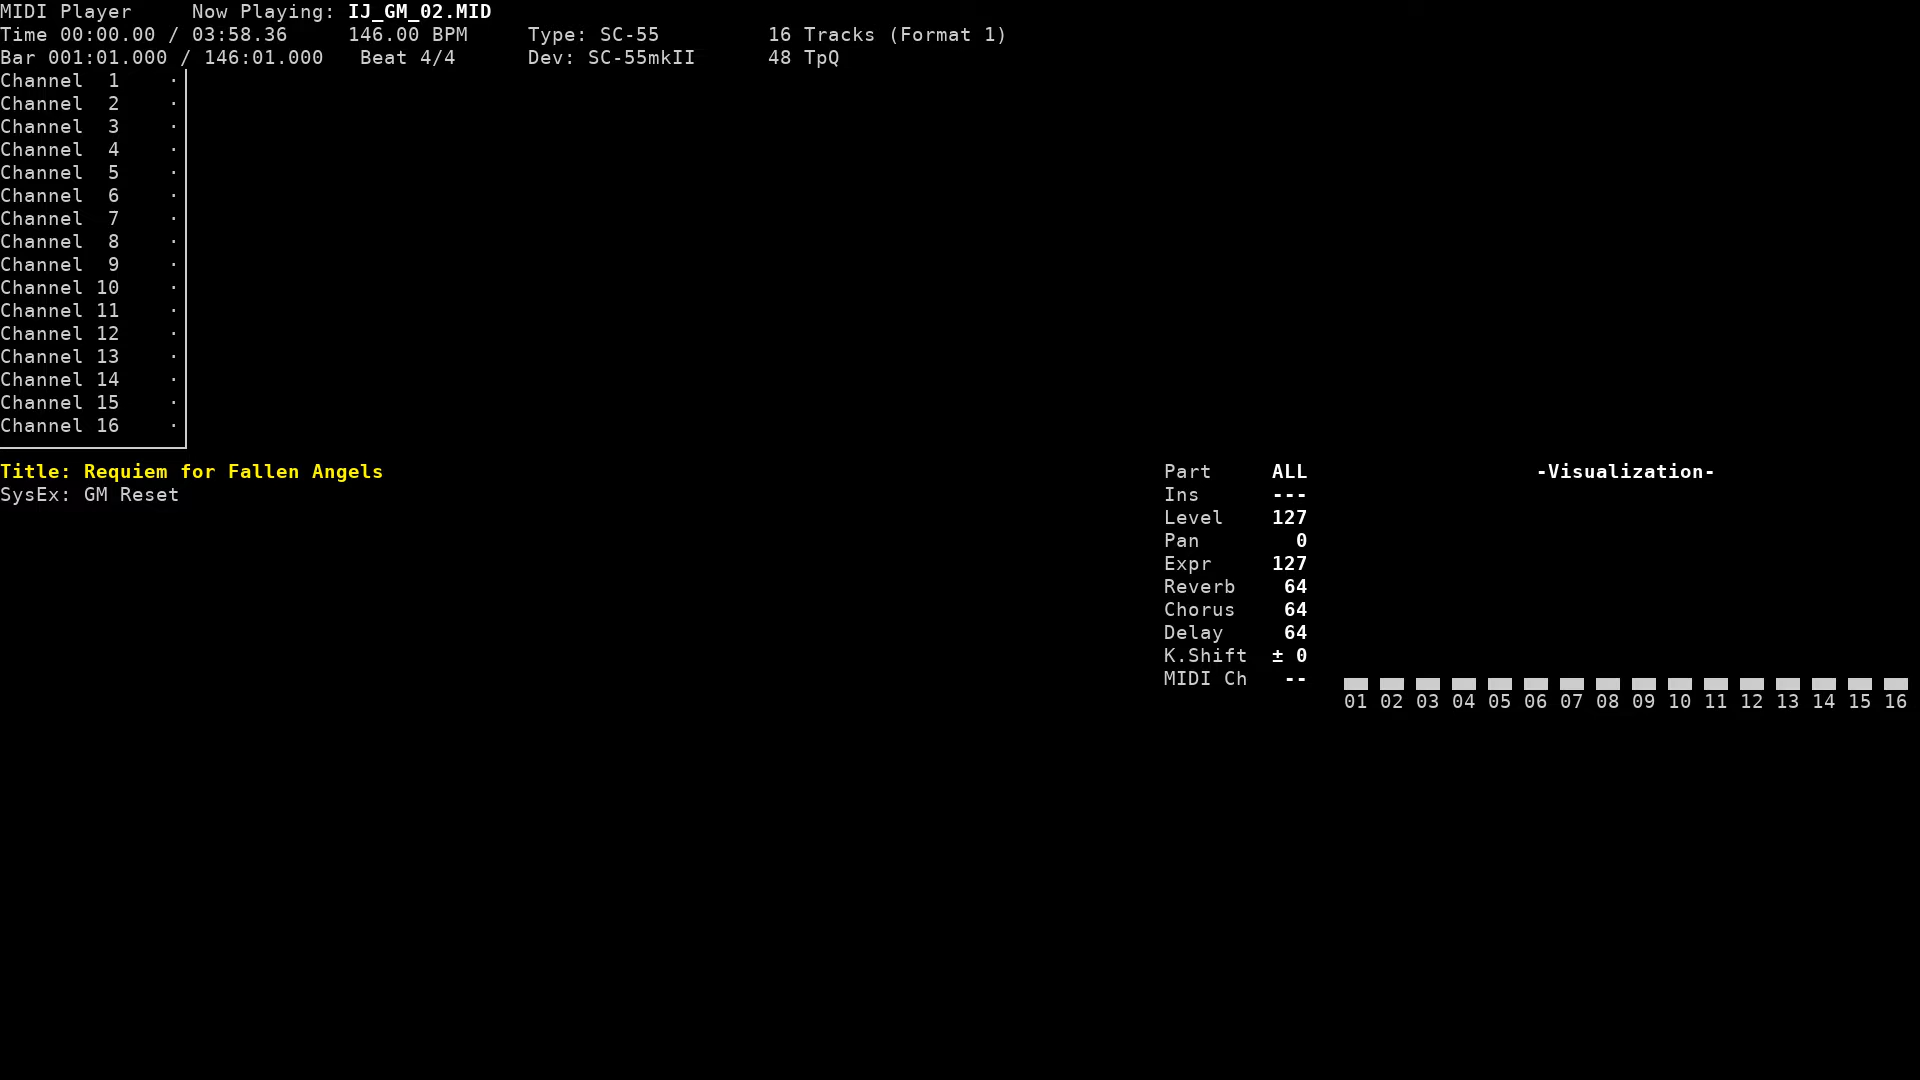 MIDI Player Now Playing: IJ_GM_02.MID
Time 00:00.00 / 03:58.36 146.00 BPM Type: SC-55 16 Tracks (Format 1)
Bar 001:01.000 / 146:01.000 Beat 4/4 Dev: SC-55mkII 48 TpQ
Channel 1 ·
Channel 2 ·
Channel 3 ·
Channel 4 ·
Channel 5 ·
Channel 6 ·
Channel 7 ·
Channel 8 ·
Channel 9 ·
Channel 10 ·
Channel 11 ·
Channel 12 ·
Channel 13 ·
Channel 14 ·
Channel 15 ·
Channel 16 ·
Title: Requiem for Fallen Angels
SysEx: GM Reset
Part ALL
Ins ---
Level 127
Pan 0
Expr 127
Reverb 64
Chorus 64
Delay 64
K.Shift ± 0
MIDI Ch --
-Visualization-
01 02 03 04 05 06 07 08 09 10 11 12 13 14 15 16